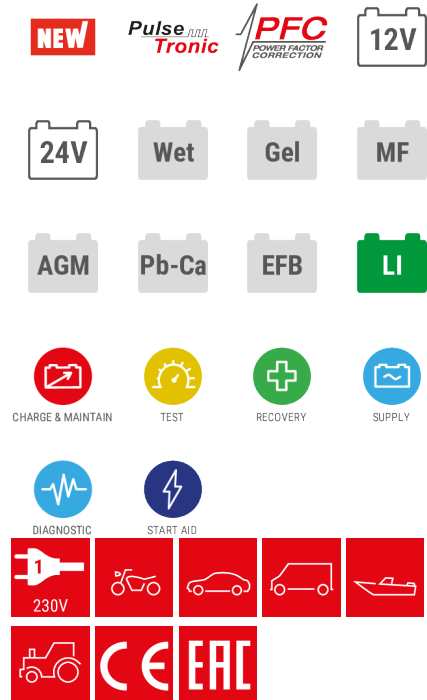 NEW
Pulse
Tronic
PFC
POWER FACTOR
CORRECTION
12V
24V
Wet
Gel
MF
AGM
Pb-Ca
EFB
LI
CHARGE & MAINTAIN
TEST
RECOVERY
SUPPLY
DIAGNOSTIC
START AID
1
230V
CE
EAC